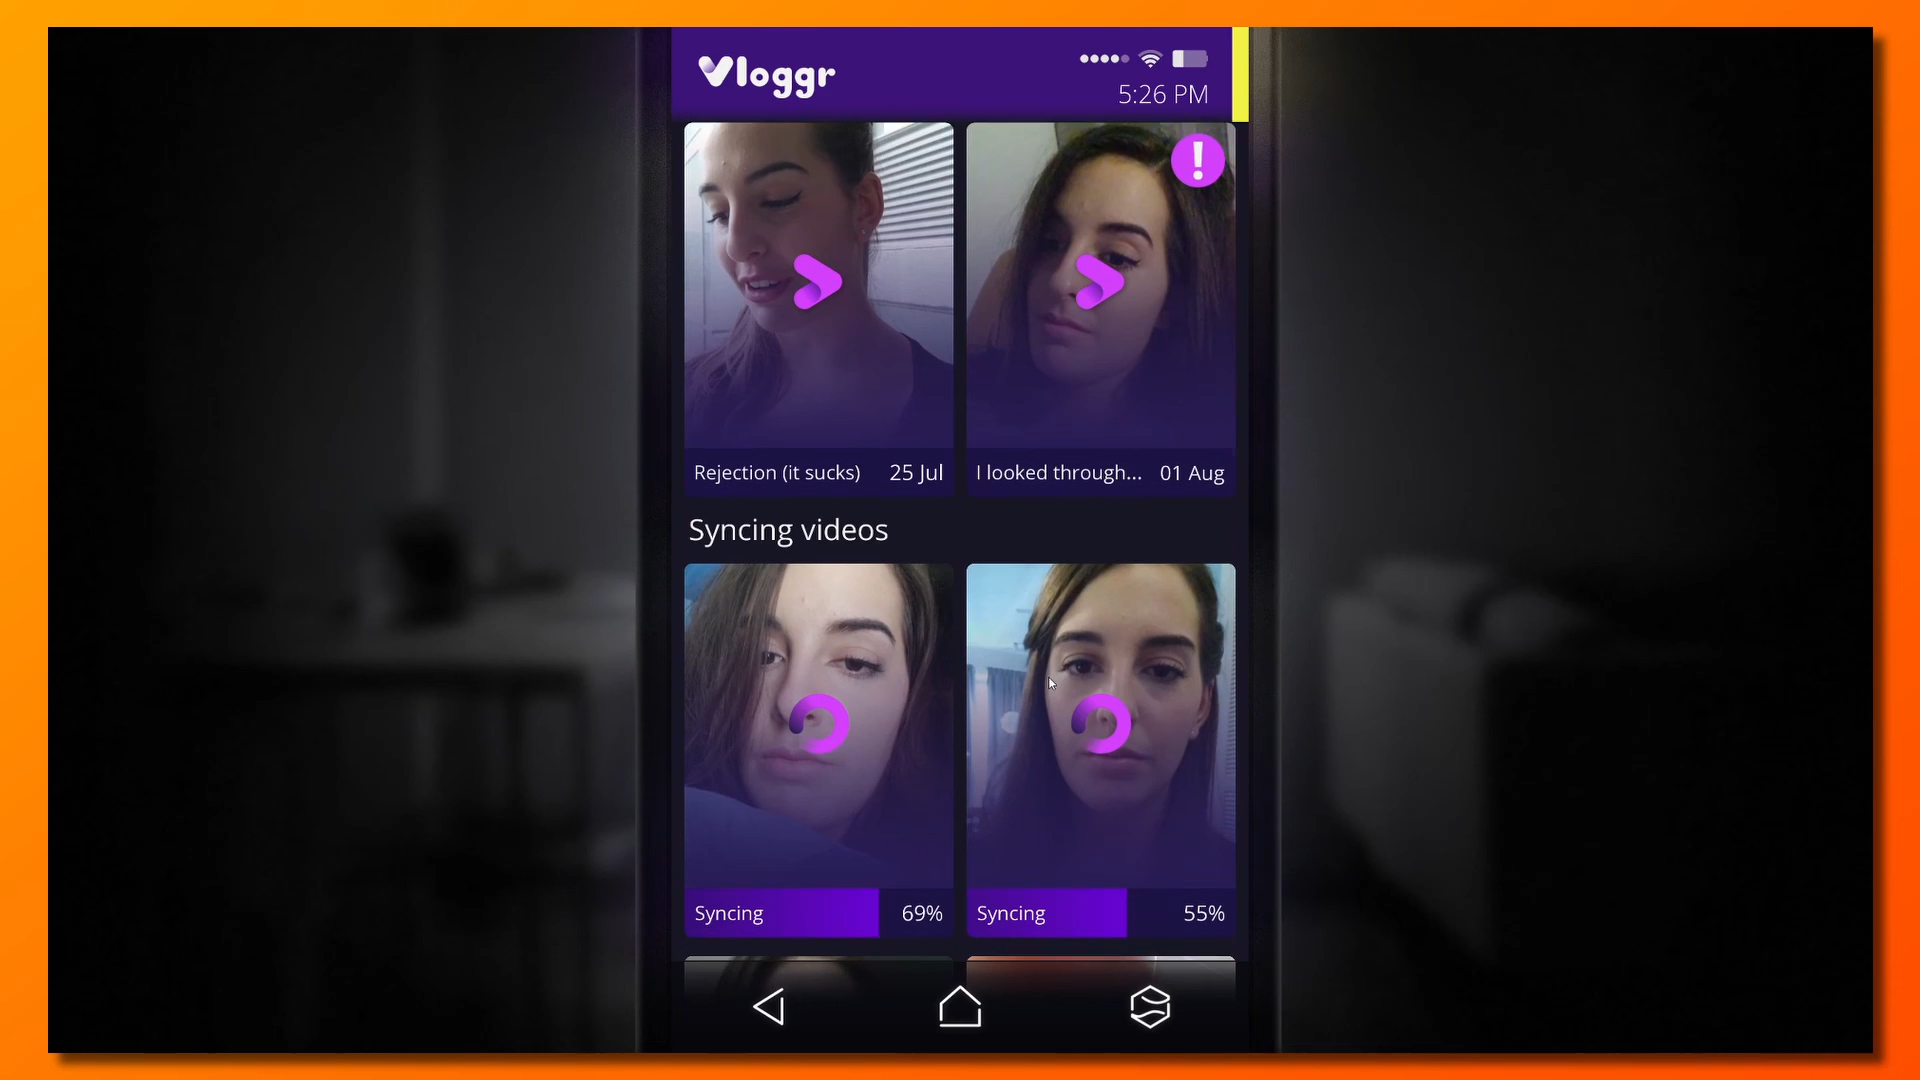 Vloggr
5:26 PM
Rejection (it sucks) 25 Jul
I looked through... 01 Aug
Syncing videos
Syncing 69%
Syncing 55%